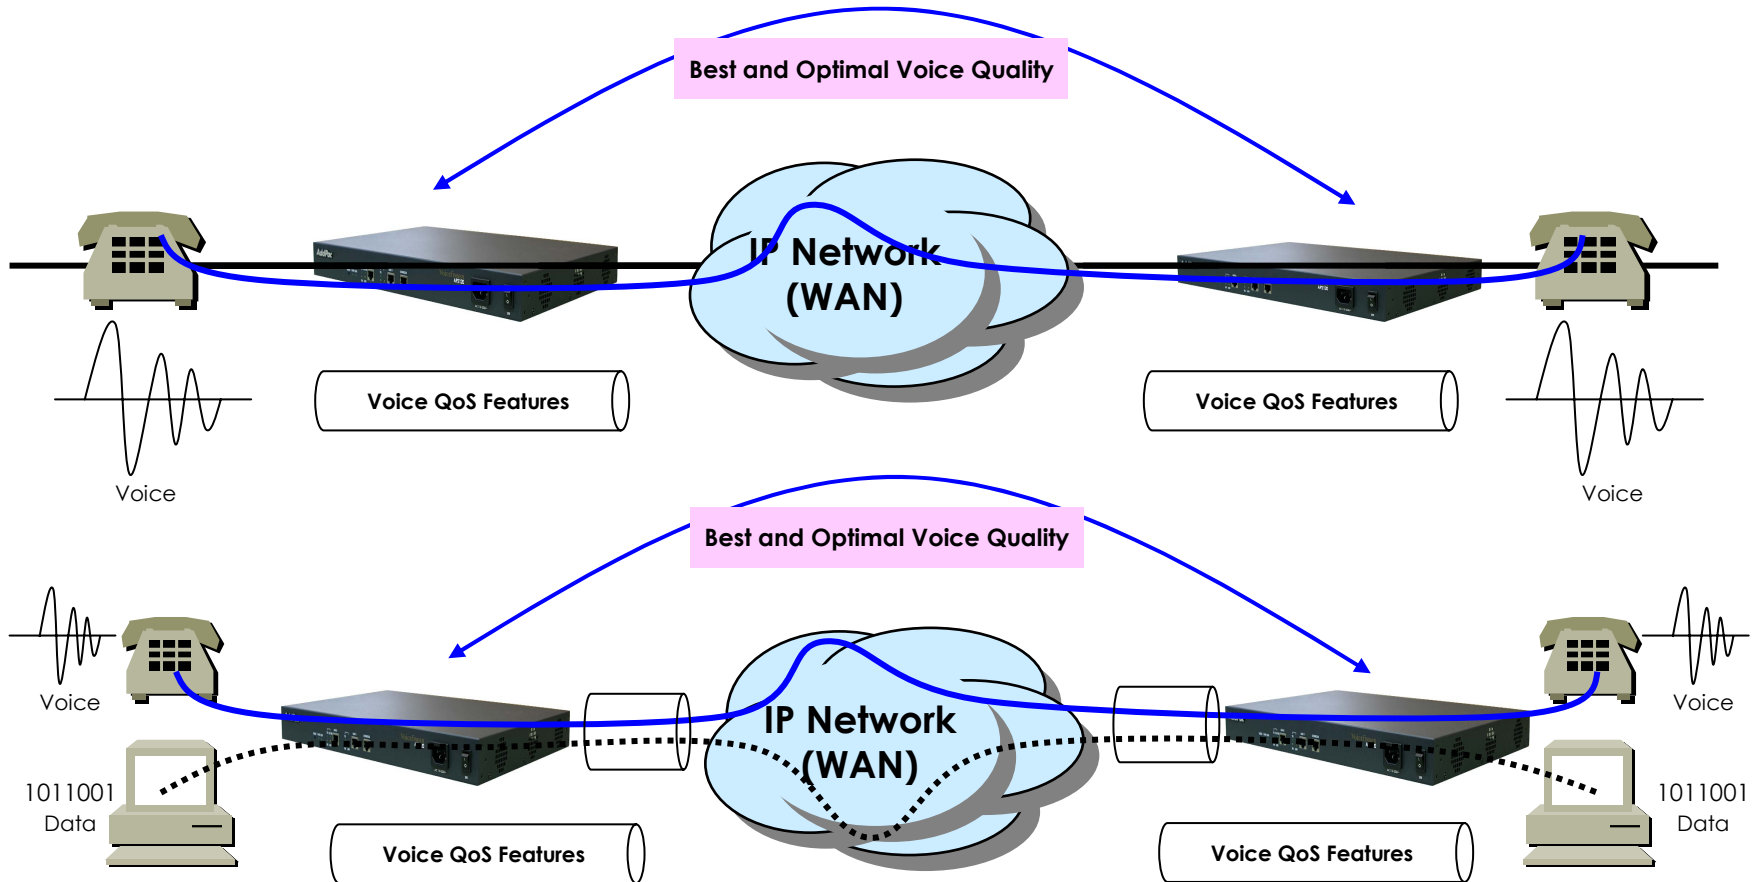 Best and Optimal Voice Quality
AddPac
IP Network
(WAN)
Voice QoS Features
Voice QoS Features
Voice
Voice
Best and Optimal Voice Quality
Voice
Voice
IP Network
(WAN)
1011001
Data
1011001
Data
Voice QoS Features
Voice QoS Features